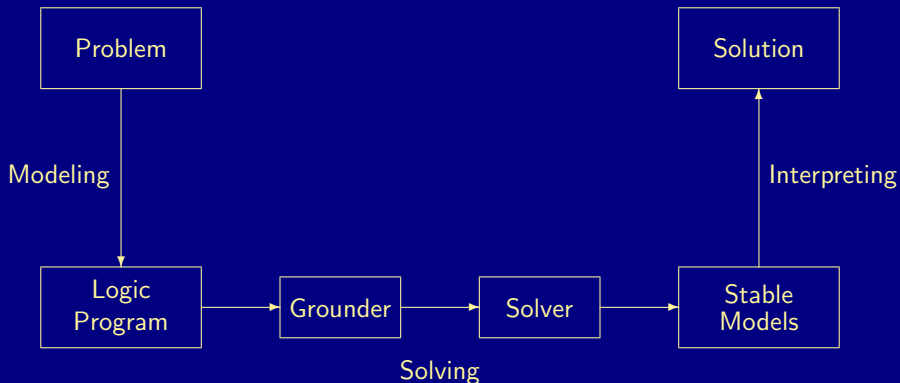 Problem
Solution
Modeling
Interpreting
Logic
Program
Grounder
Solver
Stable
Models
Solving